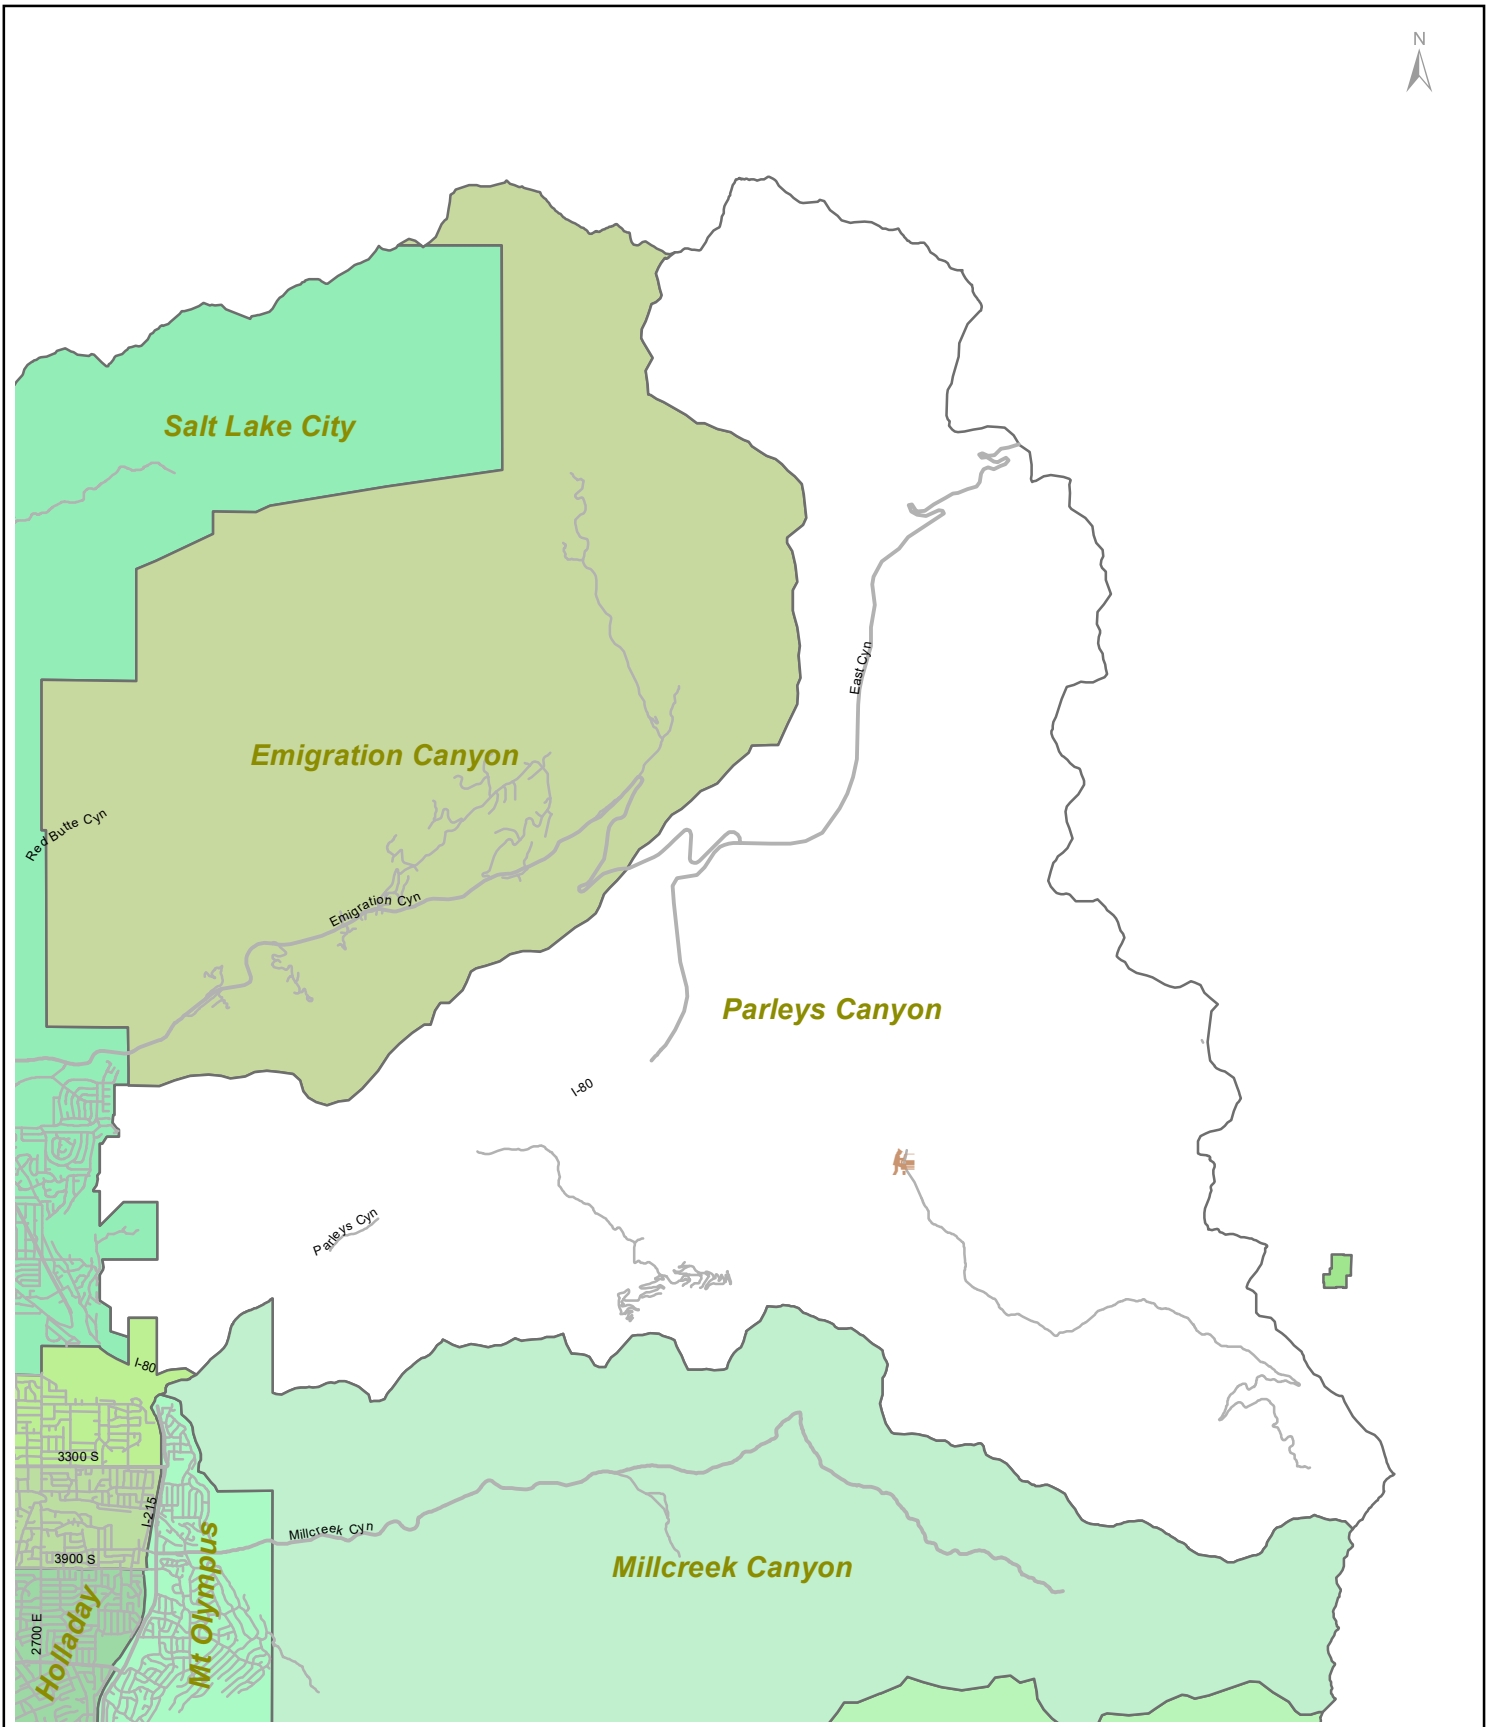 N
Salt Lake City
East Cyn
Emigration Canyon
Red Butte Cyn
Emigration Cyn
Parleys Canyon
I-80
Parleys Cyn
I-80
3300 S
I-215
Millcreek Cyn
3900 S
Millcreek Canyon
Mt Olympus
Holladay
2700 E